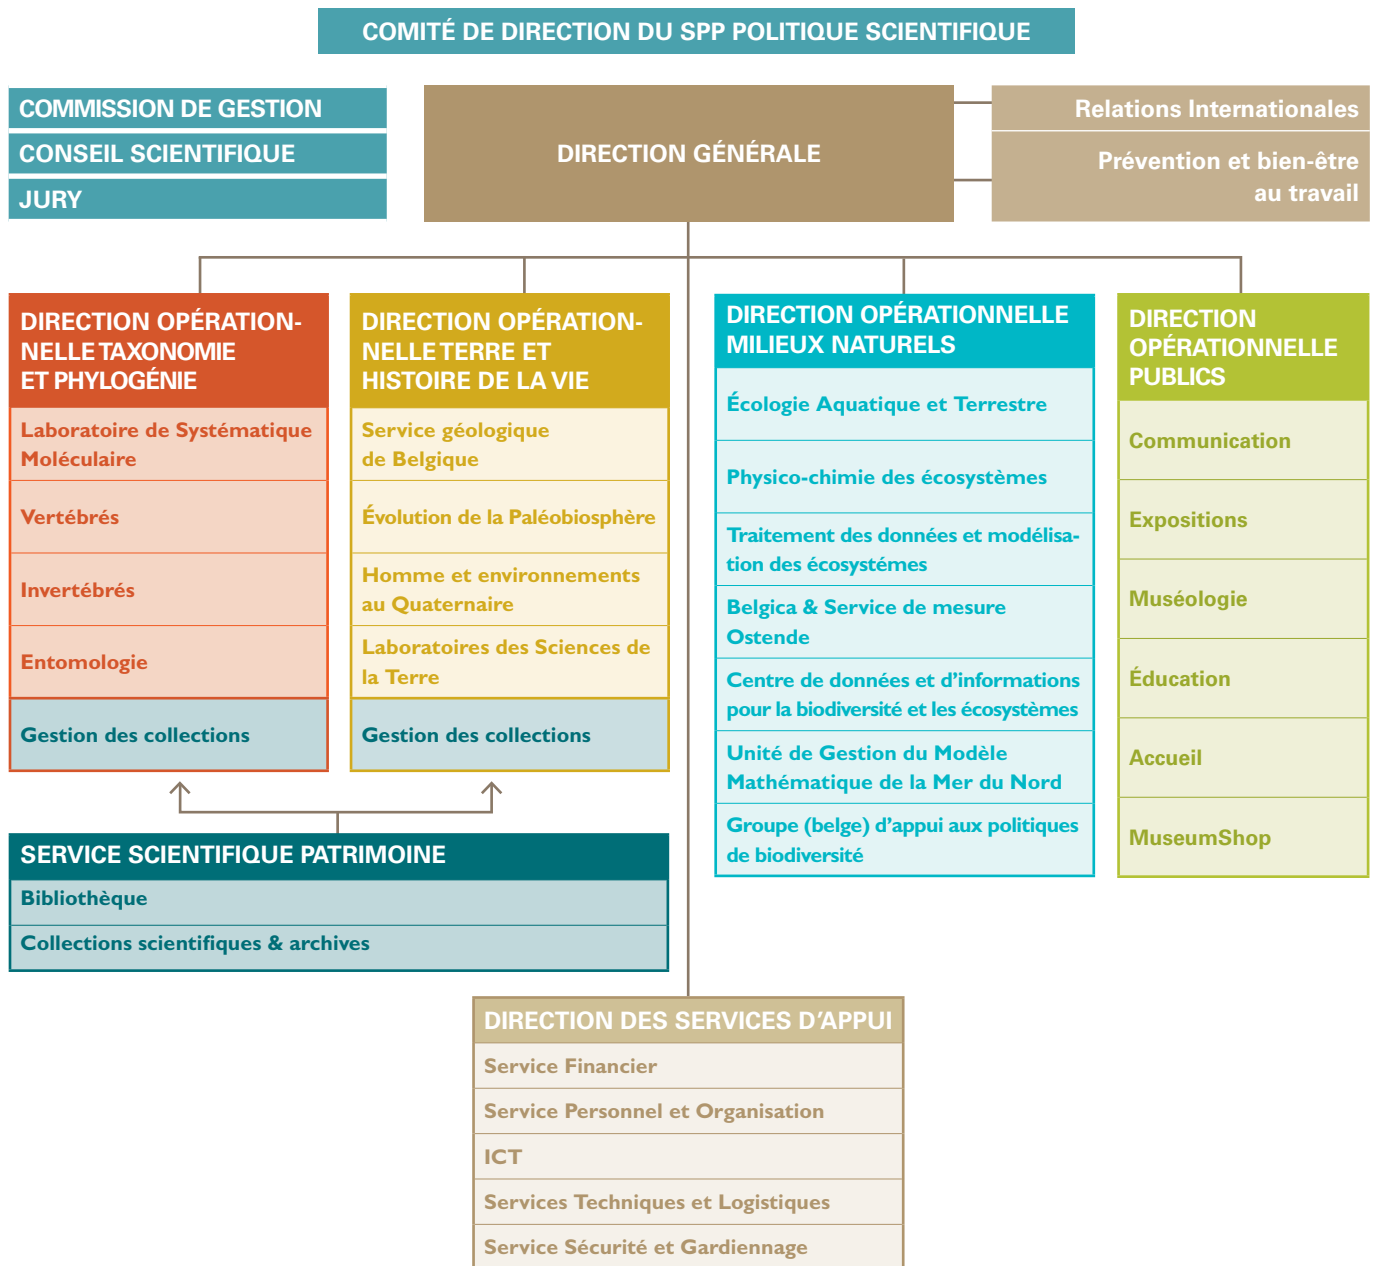 COMITÉ DE DIRECTION DU SPP POLITIQUE SCIENTIFIQUE
COMMISSION DE GESTION
CONSEIL SCIENTIFIQUE
JURY
DIRECTION GÉNÉRALE
Relations Internationales
Prévention et bien-être
au travail
DIRECTION OPÉRATION-
NELLE TAXONOMIE
ET PHYLOGÉNIE
Laboratoire de Systématique
Moléculaire
Vertébrés
Invertébrés
Entomologie
Gestion des collections
DIRECTION OPÉRATION-
NELLE TERRE ET
HISTOIRE DE LA VIE
Service géologique
de Belgique
Évolution de la Paléobiosphère
Homme et environnements
au Quaternaire
Laboratoires des Sciences de
la Terre
Gestion des collections
SERVICE SCIENTIFIQUE PATRIMOINE
Bibliothèque
Collections scientifiques & archives
DIRECTION OPÉRATIONNELLE
MILIEUX NATURELS
Écologie Aquatique et Terrestre
Physico-chimie des écosystèmes
Traitement des données et modélisa-
tion des écosystémes
Belgica & Service de mesure
Ostende
Centre de données et d'informations
pour la biodiversité et les écosystèmes
Unité de Gestion du Modèle
Mathématique de la Mer du Nord
Groupe (belge) d'appui aux politiques
de biodiversité
DIRECTION
OPÉRATIONNELLE
PUBLICS
Communication
Expositions
Muséologie
Éducation
Accueil
MuseumShop
DIRECTION DES SERVICES D'APPUI
Service Financier
Service Personnel et Organisation
ICT
Services Techniques et Logistiques
Service Sécurité et Gardiennage